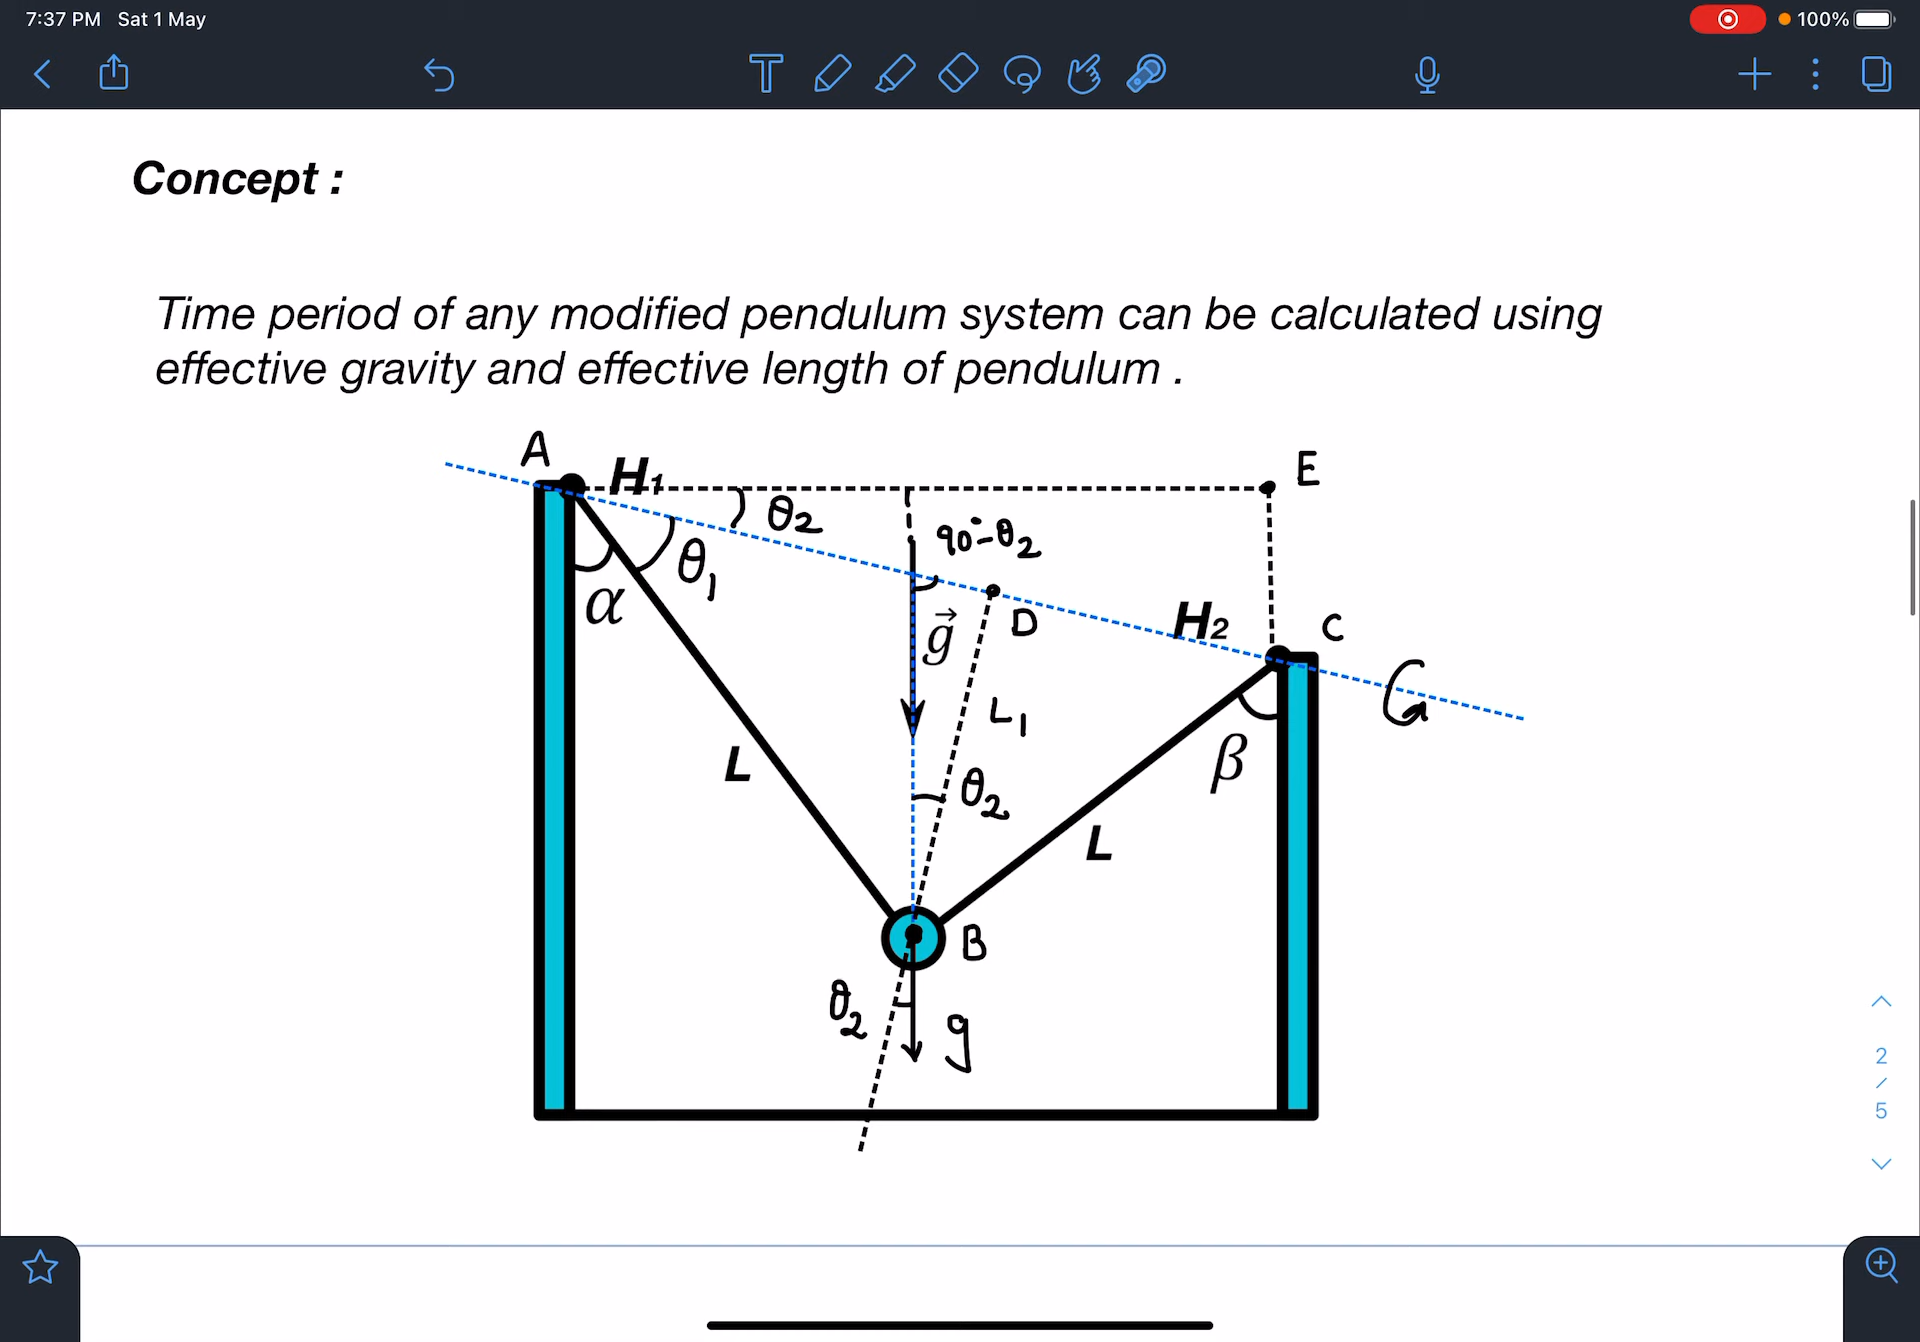 7:37 PM Sat 1 May
100%
T
Concept :
Time period of any modified pendulum system can be calculated using
effective gravity and effective length of pendulum .
A
H₁
E
θ₂
90°-θ₂
θ₁
α
g⃗
D
H₂
C
L₁
L
θ₂
β
L
B
θ₂
g
2
/
5